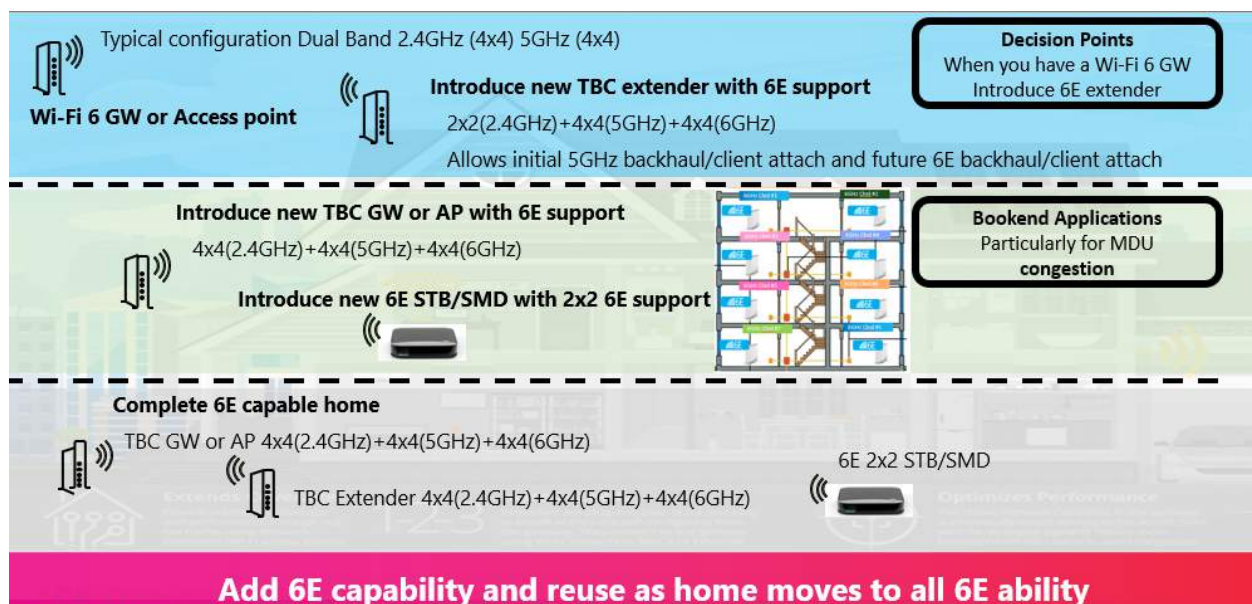 Typical configuration Dual Band 2.4GHz (4x4) 5GHz (4x4)
Wi-Fi 6 GW or Access point
Introduce new TBC extender with 6E support
2x2(2.4GHz)+4x4(5GHz)+4x4(6GHz)
Allows initial 5GHz backhaul/client attach and future 6E backhaul/client attach
Decision Points
When you have a Wi-Fi 6 GW
Introduce 6E extender
Introduce new TBC GW or AP with 6E support
4x4(2.4GHz)+4x4(5GHz)+4x4(6GHz)
Introduce new 6E STB/SMD with 2x2 6E support
Bookend Applications
Particularly for MDU
congestion
Complete 6E capable home
TBC GW or AP 4x4(2.4GHz)+4x4(5GHz)+4x4(6GHz)
TBC Extender 4x4(2.4GHz)+4x4(5GHz)+4x4(6GHz)
6E 2x2 STB/SMD
1-2-3
Optimizes Performance
Add 6E capability and reuse as home moves to all 6E ability